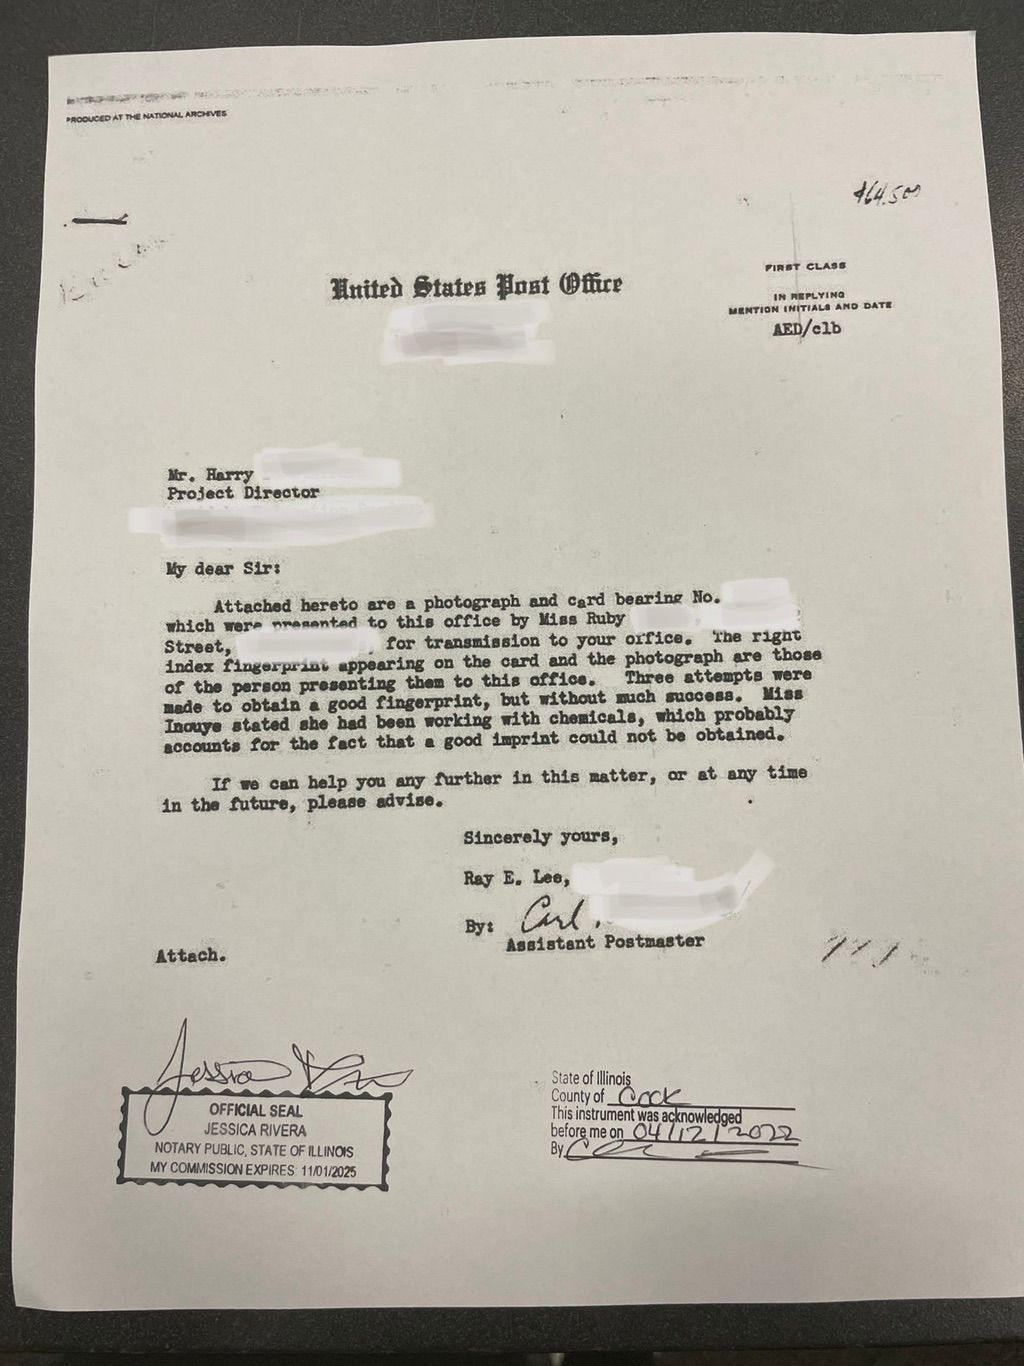 PRODUCED AT THE NATIONAL ARCHIVES
$64.500
United States Post Office
FIRST CLASS
IN REPLYING
MENTION INITIALS AND DATE
AED/clb
Mr. Harry
Project Director
My dear Sir:
Attached hereto are a photograph and card bearing No.
which were presented to this office by Miss Ruby
Street, , for transmission to your office. The right
index fingerprint appearing on the card and the photograph are those
of the person presenting them to this office. Three attempts were
made to obtain a good fingerprint, but without much success. Miss
Inouye stated she had been working with chemicals, which probably
accounts for the fact that a good imprint could not be obtained.
If we can help you any further in this matter, or at any time
in the future, please advise.
Sincerely yours,
Ray E. Lee,
By: Carl.
Assistant Postmaster
Attach.
Jessica
OFFICIAL SEAL
JESSICA RIVERA
NOTARY PUBLIC, STATE OF ILLINOIS
MY COMMISSION EXPIRES 11/01/2025
State of Illinois
County of Cook
This instrument was acknowledged
before me on 04/12/2022
By